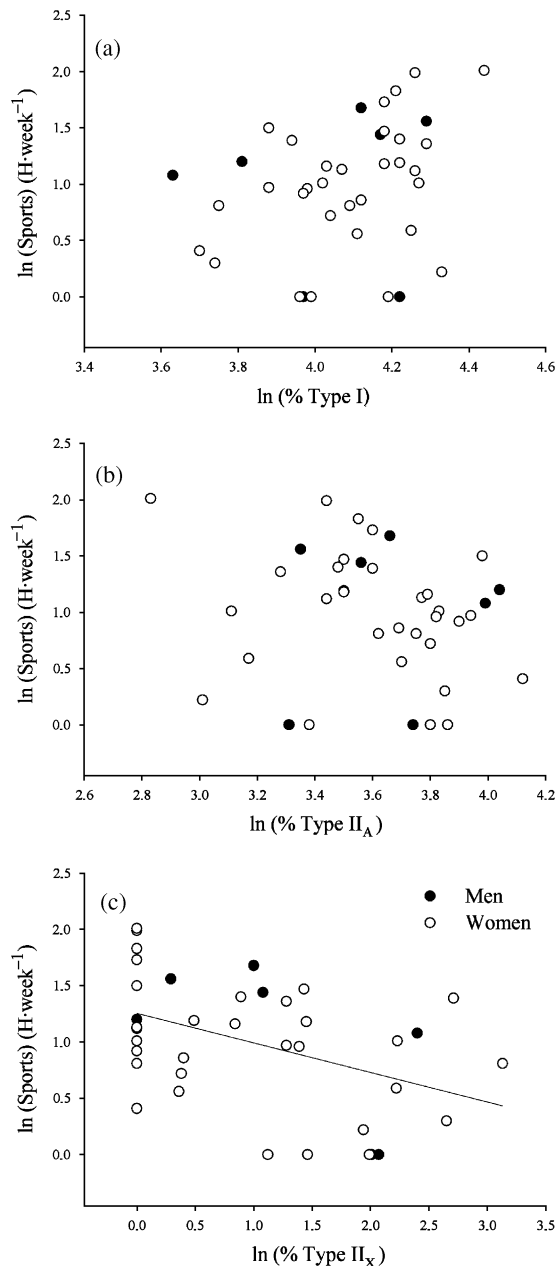 (a)
ln (Sports) (H·week⁻¹)
2.5
2.0
1.5
1.0
0.5
0.0
3.4 3.6 3.8 4.0 4.2 4.4 4.6
ln (% Type I)
(b)
ln (Sports) (H·week⁻¹)
2.5
2.0
1.5
1.0
0.5
0.0
2.6 2.8 3.0 3.2 3.4 3.6 3.8 4.0 4.2
ln (% Type II_A)
(c)
Men
Women
ln (Sports) (H·week⁻¹)
2.5
2.0
1.5
1.0
0.5
0.0
0.0 0.5 1.0 1.5 2.0 2.5 3.0 3.5
ln (% Type II_X)